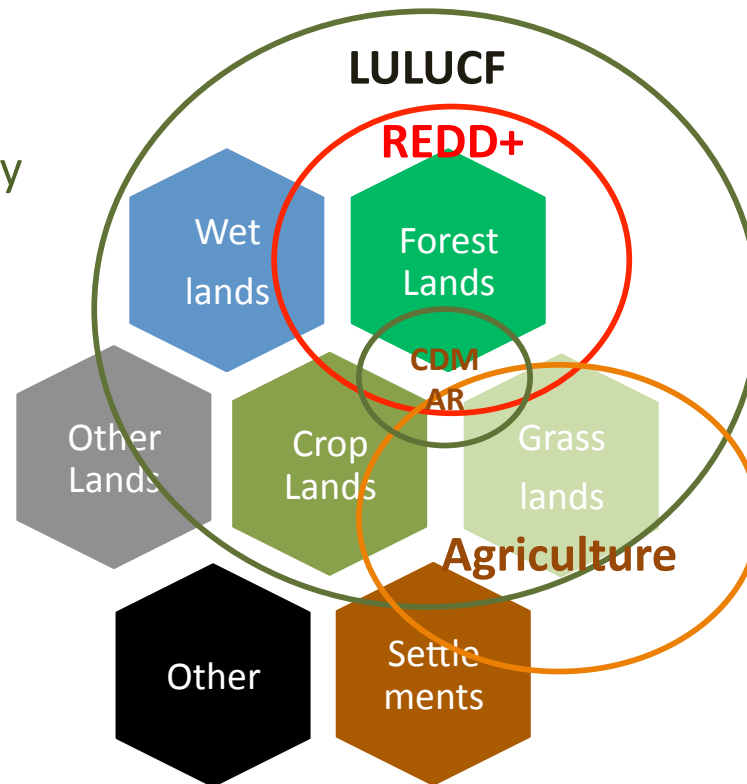 LULUCF
REDD+
y
Wet
lands
Forest
Lands
CDM
AR
Other
Lands
Crop
Lands
Grass
lands
Agriculture
Other
Settle
ments